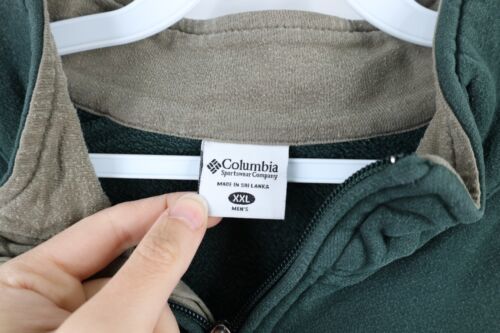 Columbia
Sportswear Company
MADE IN SRI LANKA
XXL
MEN'S